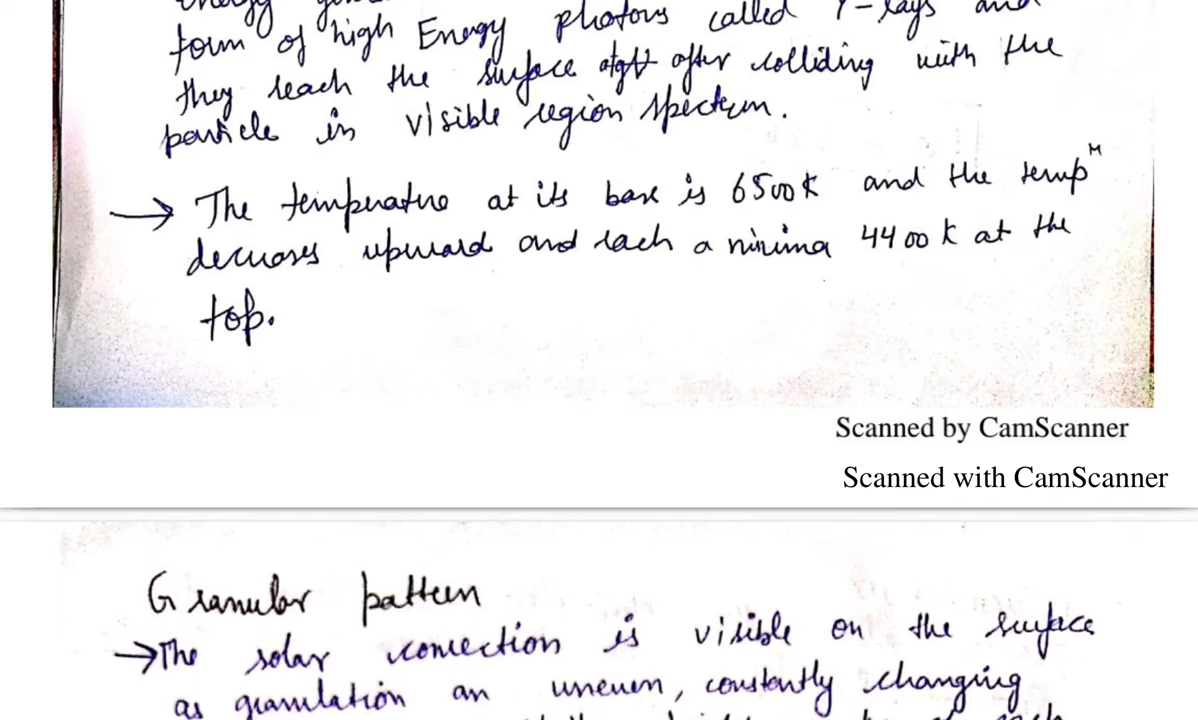 form of high Energy photons called γ-rays and
they reach the surface after colliding with the
particle in visible region spectrum.
→ The temperature at its base is 6500K and the tempᴹ
decreases upward and reach a minima 4400 K at the
top.
Scanned by CamScanner
Scanned with CamScanner
Granular pattern
→ The solar convection is visible on the surface
as granulation an uneven, constantly changing